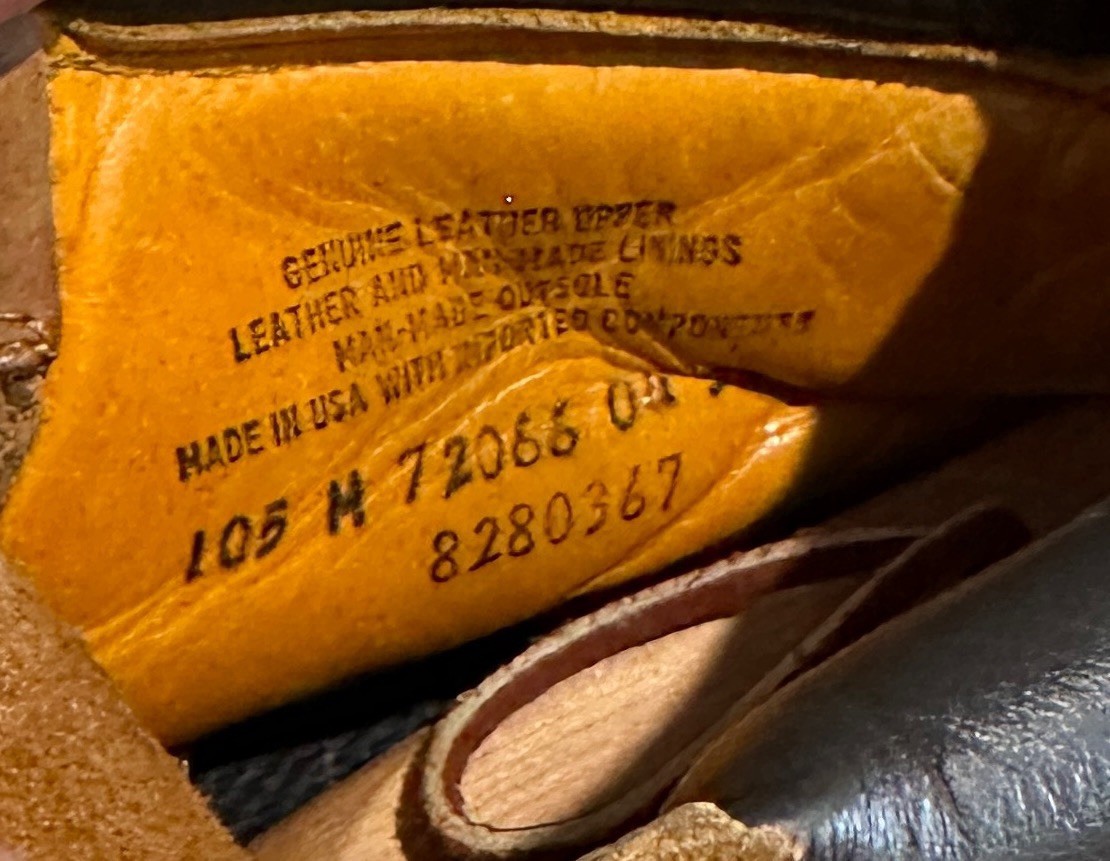 GENUINE LEATHER UPPER
LEATHER AND MAN-MADE LININGS
MAN-MADE OUTSOLE
MADE IN USA WITH IMPORTED COMPONENTS
105 M 72066
8280367